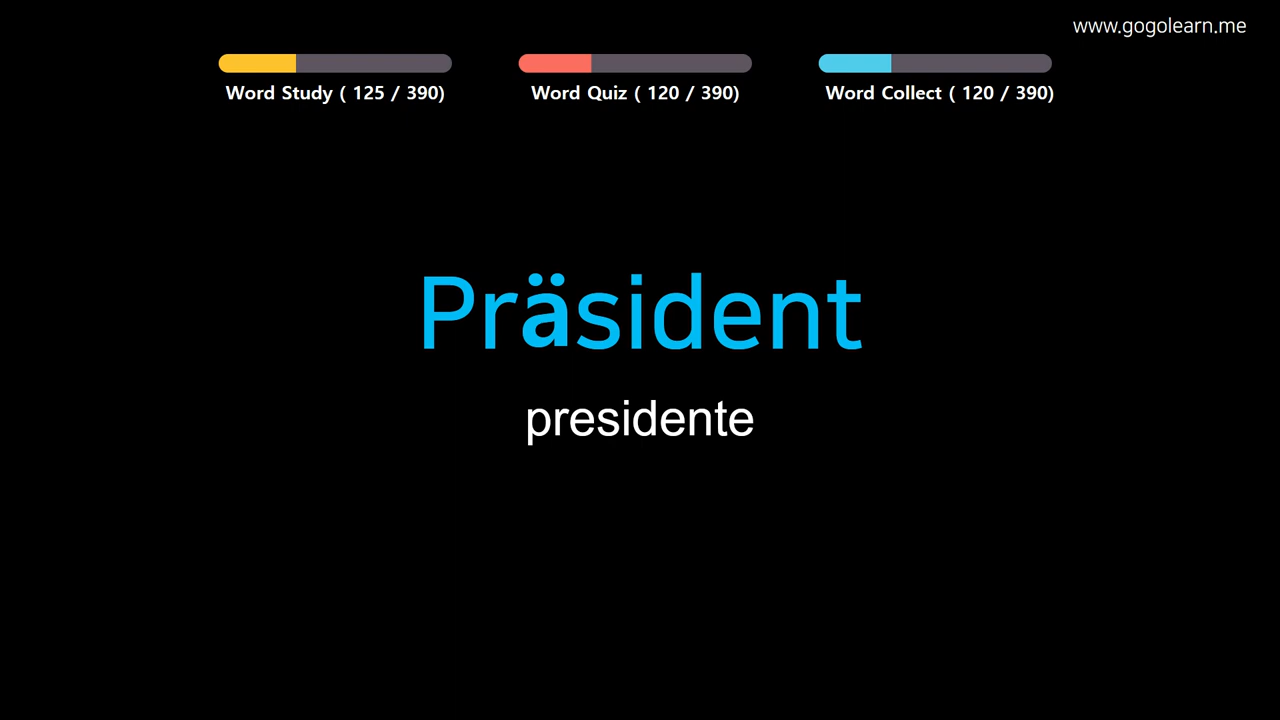 www.gogolearn.me
Word Study ( 125 / 390)
Word Quiz ( 120 / 390)
Word Collect ( 120 / 390)
Präsident
presidente